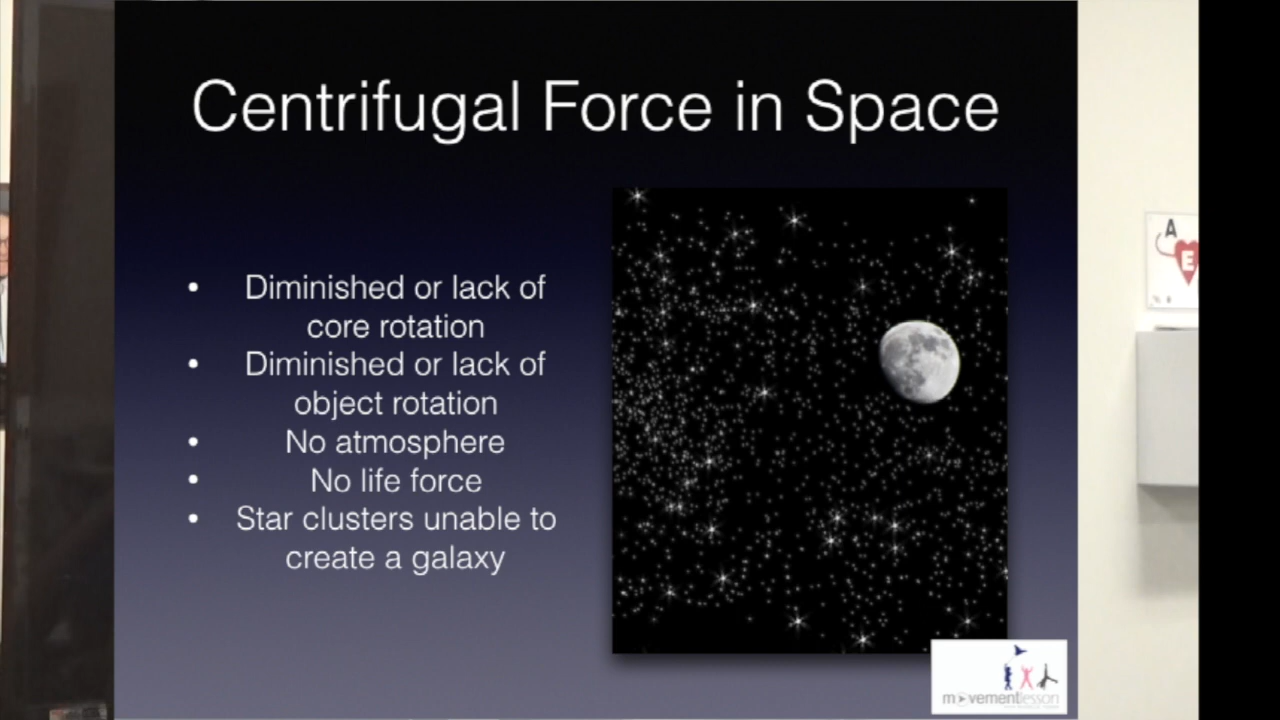 Centrifugal Force in Space
• Diminished or lack of
core rotation
• Diminished or lack of
object rotation
• No atmosphere
• No life force
• Star clusters unable to
create a galaxy
A
E
movementlesson